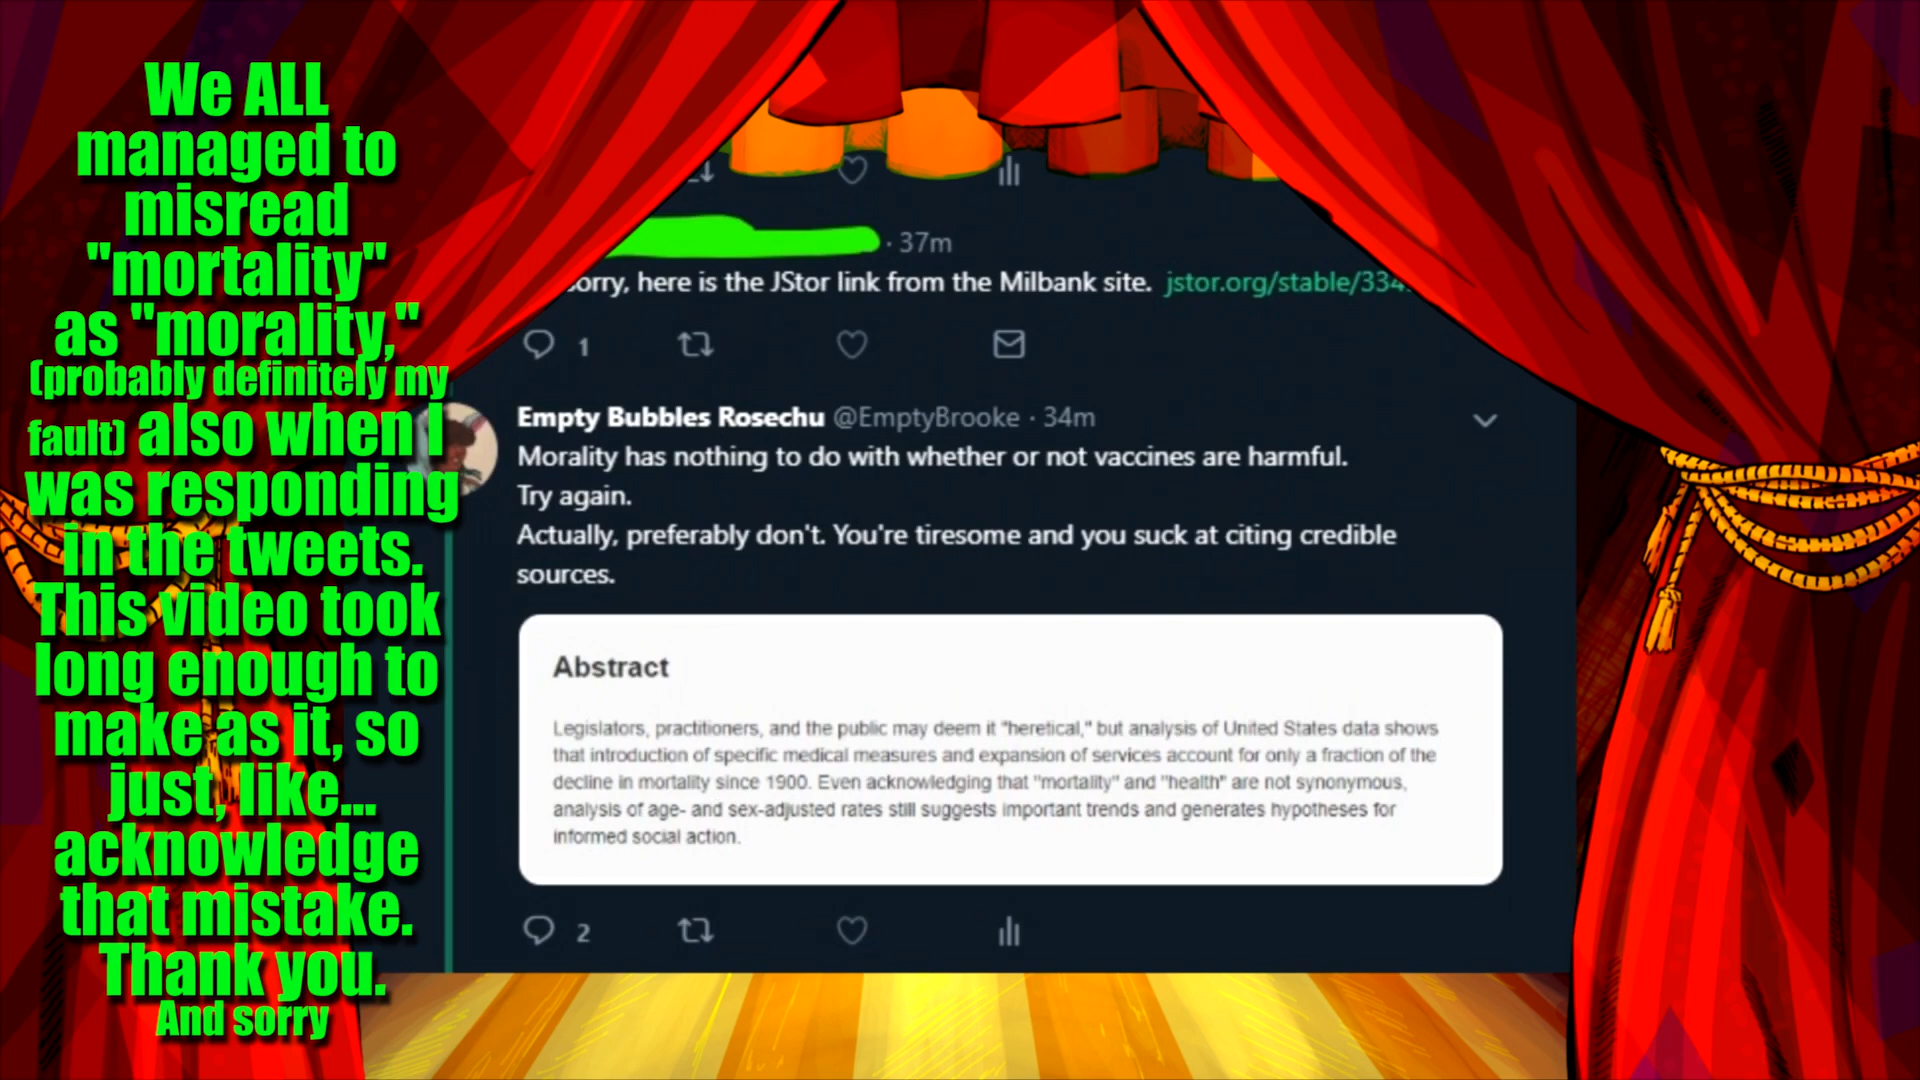 We ALL
managed to
misread
"mortality"
as "morality,"
(probably definitely my
fault) also when I
was responding
in the tweets.
This video took
long enough to
make as it, so
just, like...
acknowledge
that mistake.
Thank you.
And sorry
· 37m
sorry, here is the JStor link from the Milbank site. jstor.org/stable/334
1
Empty Bubbles Rosechu @EmptyBrooke · 34m
Morality has nothing to do with whether or not vaccines are harmful.
Try again.
Actually, preferably don't. You're tiresome and you suck at citing credible
sources.
Abstract
Legislators, practitioners, and the public may deem it "heretical," but analysis of United States data shows
that introduction of specific medical measures and expansion of services account for only a fraction of the
decline in mortality since 1900. Even acknowledging that "mortality" and "health" are not synonymous,
analysis of age- and sex-adjusted rates still suggests important trends and generates hypotheses for
informed social action.
2